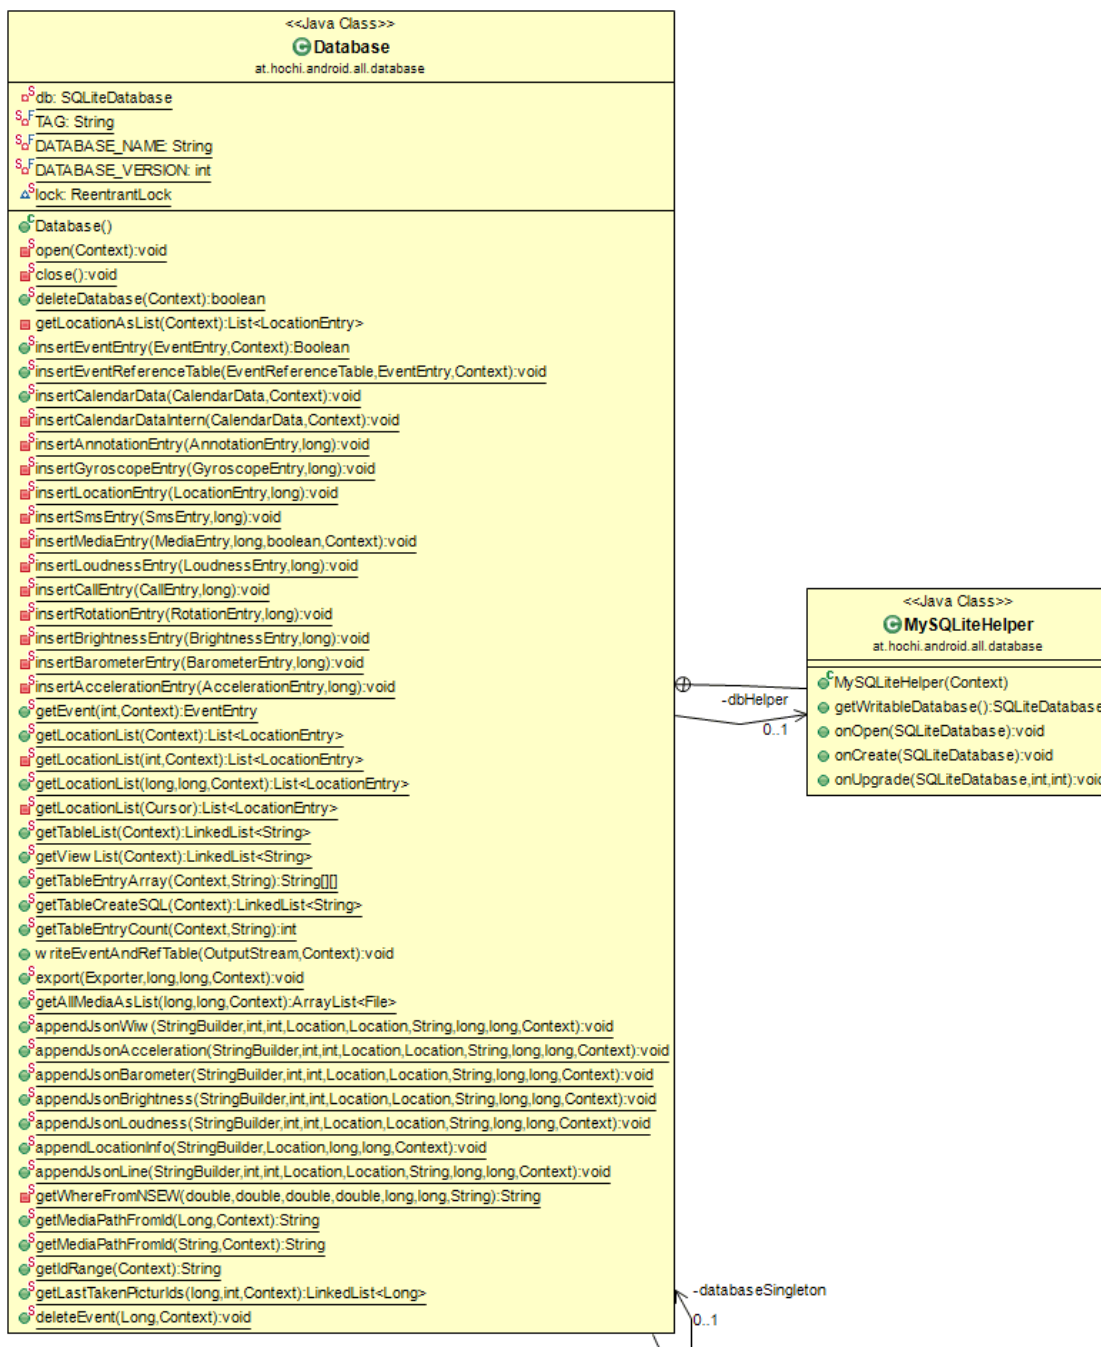 <<Java Class>>
Database
at.hochi.android.all.database
db: SQLiteDatabase
TAG: String
DATABASE_NAME: String
DATABASE_VERSION: int
lock: ReentrantLock
Database()
open(Context):void
close():void
deleteDatabase(Context):boolean
getLocationAsList(Context):List<LocationEntry>
insertEventEntry(EventEntry,Context):Boolean
insertEventReferenceTable(EventReferenceTable,EventEntry,Context):void
insertCalendarData(CalendarData,Context):void
insertCalendarDataIntern(CalendarData,Context):void
insertAnnotationEntry(AnnotationEntry,long):void
insertGyroscopeEntry(GyroscopeEntry,long):void
insertLocationEntry(LocationEntry,long):void
insertSmsEntry(SmsEntry,long):void
insertMediaEntry(MediaEntry,long,boolean,Context):void
insertLoudnessEntry(LoudnessEntry,long):void
insertCallEntry(CallEntry,long):void
insertRotationEntry(RotationEntry,long):void
insertBrightnessEntry(BrightnessEntry,long):void
insertBarometerEntry(BarometerEntry,long):void
insertAccelerationEntry(AccelerationEntry,long):void
getEvent(int,Context):EventEntry
getLocationList(Context):List<LocationEntry>
getLocationList(int,Context):List<LocationEntry>
getLocationList(long,long,Context):List<LocationEntry>
getLocationList(Cursor):List<LocationEntry>
getTableList(Context):LinkedList<String>
getViewList(Context):LinkedList<String>
getTableEntryArray(Context,String):String[][]
getTableCreateSQL(Context):LinkedList<String>
getTableEntryCount(Context,String):int
writeEventAndRefTable(OutputStream,Context):void
export(Exporter,long,long,Context):void
getAllMediaAsList(long,long,Context):ArrayList<File>
appendJsonWiw(StringBuilder,int,int,Location,Location,String,long,long,Context):void
appendJsonAcceleration(StringBuilder,int,int,Location,Location,String,long,long,Context):void
appendJsonBarometer(StringBuilder,int,int,Location,Location,String,long,long,Context):void
appendJsonBrightness(StringBuilder,int,int,Location,Location,String,long,long,Context):void
appendJsonLoudness(StringBuilder,int,int,Location,Location,String,long,long,Context):void
appendLocationInfo(StringBuilder,Location,long,long,Context):void
appendJsonLine(StringBuilder,int,int,Location,Location,String,long,long,Context):void
getWhereFromNSEW(double,double,double,double,long,long,String):String
getMediaPathFromId(Long,Context):String
getMediaPathFromId(String,Context):String
getIdRange(Context):String
getLastTakenPicturIds(long,int,Context):LinkedList<Long>
deleteEvent(Long,Context):void
-dbHelper
0..1
<<Java Class>>
MySQLiteHelper
at.hochi.android.all.database
MySQLiteHelper(Context)
getWritableDatabase():SQLiteDatabase
onOpen(SQLiteDatabase):void
onCreate(SQLiteDatabase):void
onUpgrade(SQLiteDatabase,int,int):void
-databaseSingleton
0..1